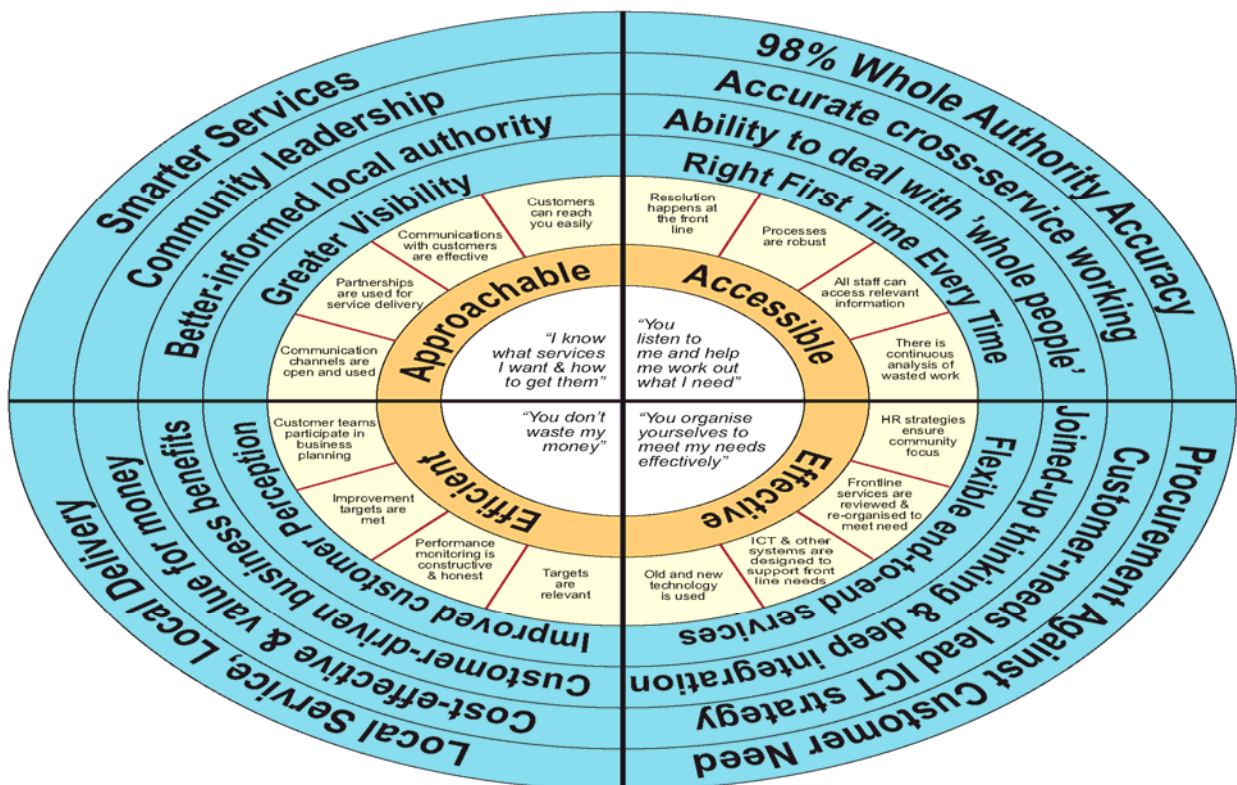 Smarter Services
Community leadership
Better-informed local authority
Greater Visibility
Communication
channels are
open and used
Partnerships
are used for
service delivery
Communications
with customers
are effective
Customers
can reach
you easily
Approachable
"I know
what services
I want & how
to get them"
98% Whole Authority Accuracy
Accurate cross-service working
Ability to deal with 'whole people'
Right First Time Every Time
Resolution
happens at
the front
line
Processes
are robust
All staff can
access relevant
information
There is
continuous
analysis of
wasted work
Accessible
"You
listen to
me and help
me work out
what I need"
"You organise
yourselves to
meet my needs
effectively"
Effective
HR strategies
ensure
community
focus
Frontline
services are
reviewed &
re-organised to
meet need
ICT & other
systems are
designed to
support front
line needs
Old and new
technology
is used
Flexible end-to-end services
Joined-up thinking & deep integration
Customer-needs lead ICT strategy
Procurement Against Customer Need
"You don't
waste my
money"
Efficient
Customer teams
participate in
business
planning
Improvement
targets are
met
Performance
monitoring is
constructive
& honest
Targets
are
relevant
Improved customer Perception
Customer-driven business benefits
Cost-effective & value for money
Local Service, Local Delivery